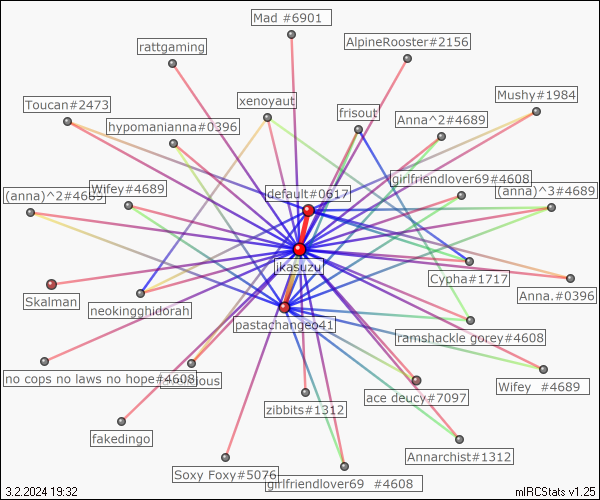 Mad #6901
rattgaming
AlpineRooster#2156
Toucan#2473
xenoyaut
Mushy#1984
hypomanianna#0396
frisout
Anna^2#4689
girlfriendlover69#4608
(anna)^2#4689
Wifey#4689
default#0617
(anna)^3#4689
jkasuzu
Cypha#1717
Anna.#0396
Skalman
neokingghidorah
pastachangeo41
ramshackle gorey#4608
no cops no laws no hope#4608
Wifey #4689
ace deucy#7097
zibbits#1312
fakedingo
Annarchist#1312
Soxy Foxy#5076
girlfriendlover69 #4608
3.2.2024 19:32
mIRCStats v1.25